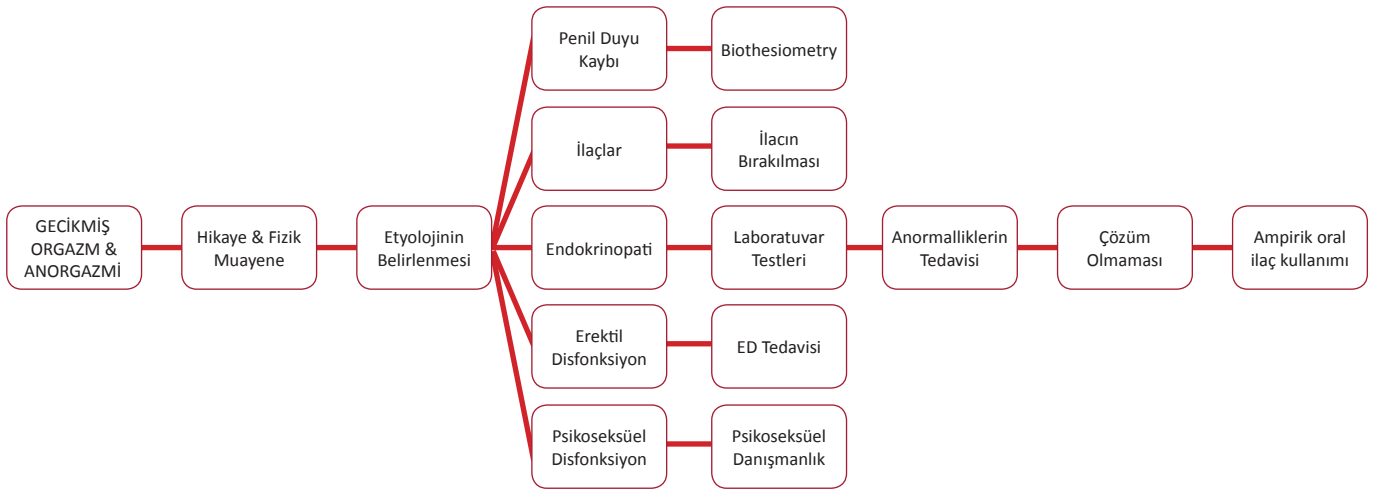 Penil Duyu
Kaybı
Biothesiometry
İlaçlar
İlacın
Bırakılması
GECİKMİŞ
ORGAZM &
ANORGAZMİ
Hikaye & Fizik
Muayene
Etyolojinin
Belirlenmesi
Endokrinopati
Laboratuvar
Testleri
Anormalliklerin
Tedavisi
Çözüm
Olmaması
Ampirik oral
ilaç kullanımı
Erektil
Disfonksiyon
ED Tedavisi
Psikoseksüel
Disfonksiyon
Psikoseksüel
Danışmanlık